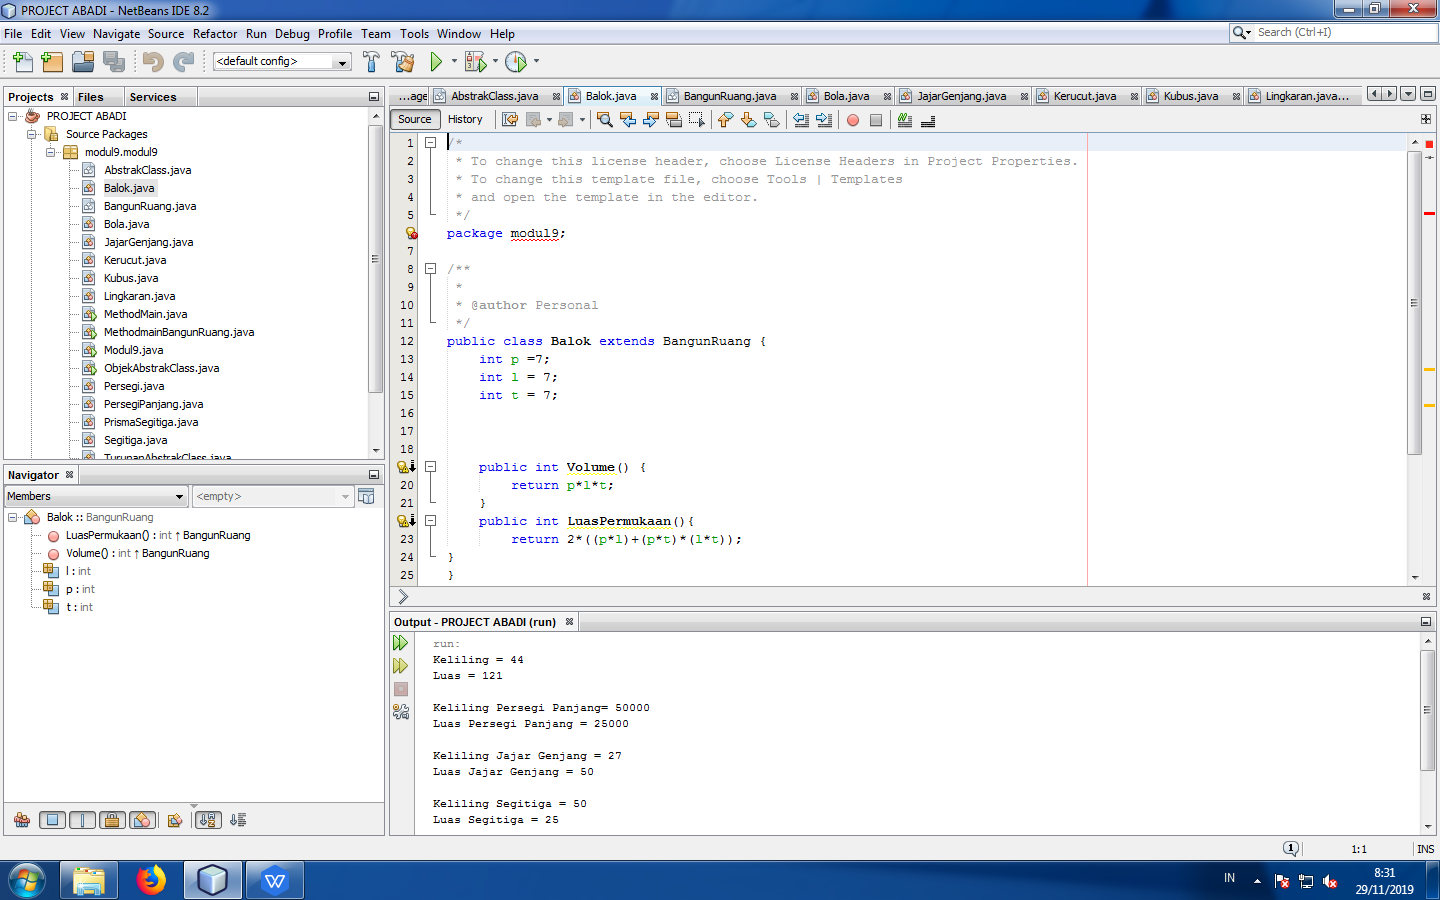 PROJECT ABADI - NetBeans IDE 8.2
File Edit View Navigate Source Refactor Run Debug Profile Team Tools Window Help
Search (Ctrl+I)
<default config>
Projects Files Services
PROJECT ABADI
Source Packages
modul9.modul9
AbstrakClass.java
Balok.java
BangunRuang.java
Bola.java
JajarGenjang.java
Kerucut.java
Kubus.java
Lingkaran.java
MethodMain.java
MethodmainBangunRuang.java
Modul9.java
ObjekAbstrakClass.java
Persegi.java
PersegiPanjang.java
PrismaSegitiga.java
Segitiga.java
TurunanAbstrakClass.java
Navigator
Members
<empty>
Balok :: BangunRuang
LuasPermukaan() : int ↑ BangunRuang
Volume() : int ↑ BangunRuang
l : int
p : int
t : int
...age AbstrakClass.java Balok.java BangunRuang.java Bola.java JajarGenjang.java Kerucut.java Kubus.java Lingkaran.java...
Source History
1 /*
2 * To change this license header, choose License Headers in Project Properties.
3 * To change this template file, choose Tools | Templates
4 * and open the template in the editor.
5 */
package modul9;
7
8 /**
9 *
10 * @author Personal
11 */
12 public class Balok extends BangunRuang {
13 int p =7;
14 int l = 7;
15 int t = 7;
16
17
18
public int Volume() {
20 return p*l*t;
21 }
public int LuasPermukaan(){
23 return 2*((p*l)+(p*t)*(l*t));
24 }
25 }
Output - PROJECT ABADI (run)
run:
Keliling = 44
Luas = 121
Keliling Persegi Panjang= 50000
Luas Persegi Panjang = 25000
Keliling Jajar Genjang = 27
Luas Jajar Genjang = 50
Keliling Segitiga = 50
Luas Segitiga = 25
1 1:1 INS
IN
8:31
29/11/2019